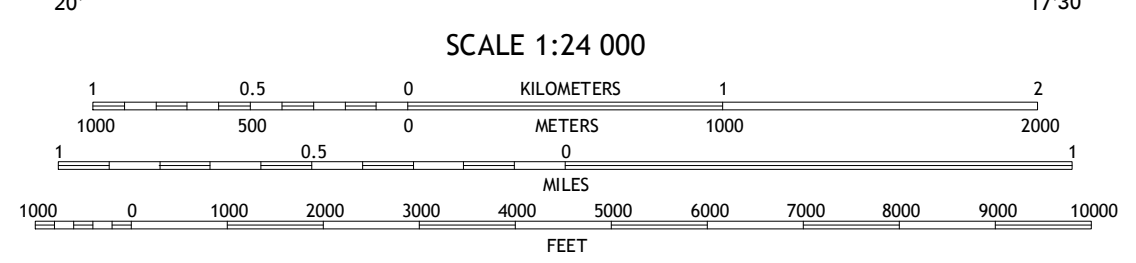 20' 17'30"
SCALE 1:24 000
1 0.5 0 KILOMETERS 1 2
1000 500 0 METERS 1000 2000
1 0.5 0 1
MILES
1000 0 1000 2000 3000 4000 5000 6000 7000 8000 9000 10000
FEET